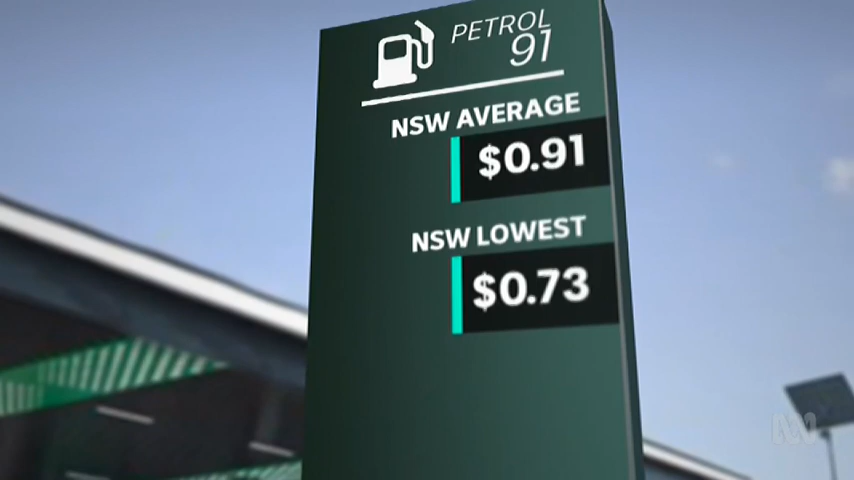 PETROL
91
NSW AVERAGE
$0.91
NSW LOWEST
$0.73